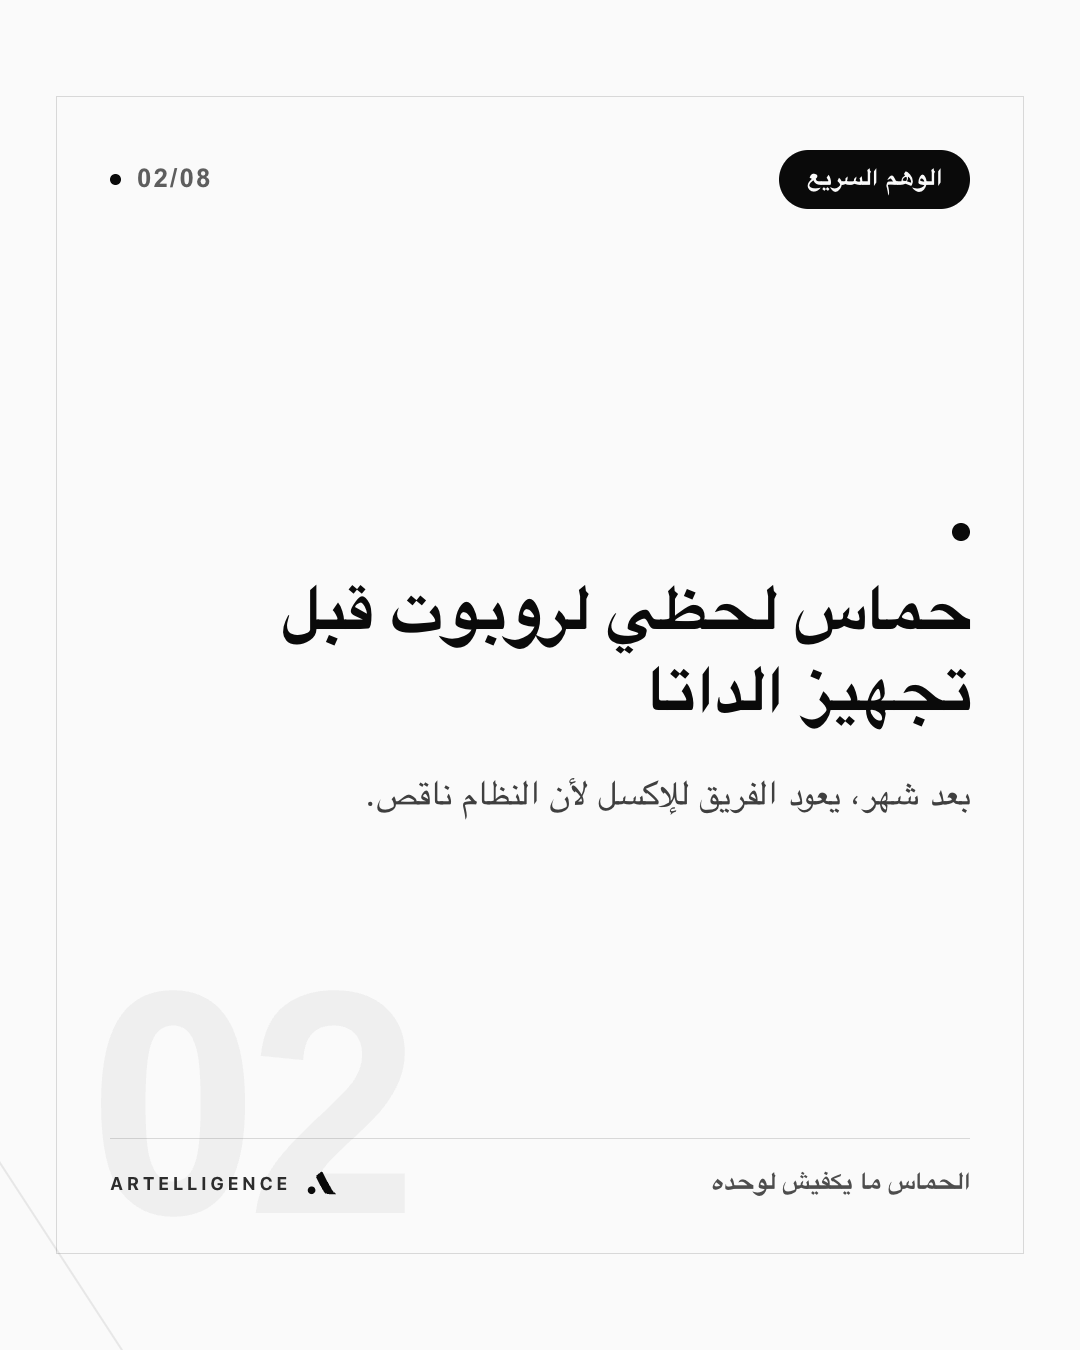 الوهم السريع
02/08
حماس لحظي لروبوت قبل
تجهيز الداتا
بعد شهر، يعود الفريق للإكسل لأن النظام ناقص.
02
الحماس ما يكفيش لوحده
ARTELLIGENCE